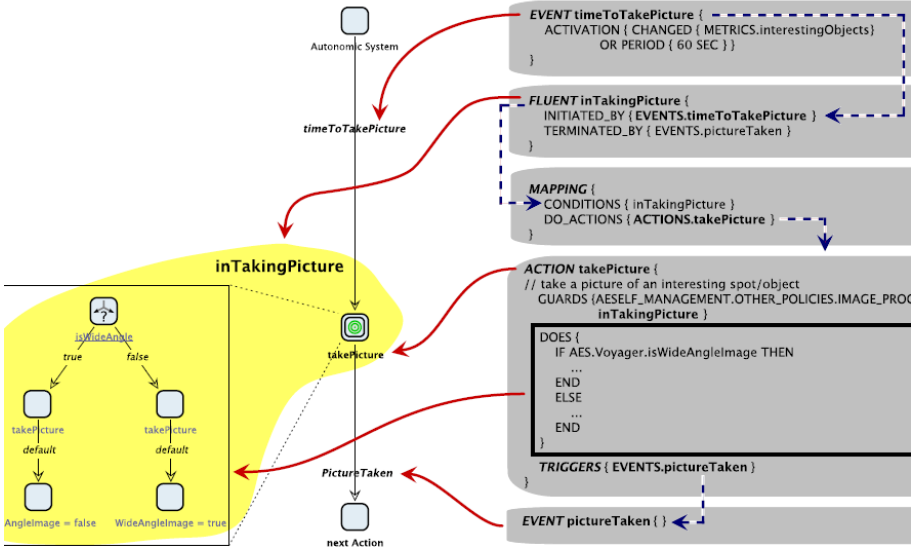 Autonomic System
timeToTakePicture
inTakingPicture
isWideAngle
true
false
takePicture
takePicture
default
default
AngleImage = false
WideAngleImage = true
takePicture
PictureTaken
next Action
EVENT timeToTakePicture {
ACTIVATION { CHANGED { METRICS.interestingObjects}
OR PERIOD { 60 SEC } }
}
FLUENT inTakingPicture {
INITIATED_BY { EVENTS.timeToTakePicture }
TERMINATED_BY { EVENTS.pictureTaken }
}
MAPPING {
CONDITIONS { inTakingPicture }
DO_ACTIONS { ACTIONS.takePicture }
}
ACTION takePicture {
// take a picture of an interesting spot/object
GUARDS {AESELF_MANAGEMENT.OTHER_POLICIES.IMAGE_PROC
inTakingPicture }
DOES {
IF AES.Voyager.isWideAngleImage THEN
...
END
ELSE
...
END
}
TRIGGERS { EVENTS.pictureTaken }
}
EVENT pictureTaken { }